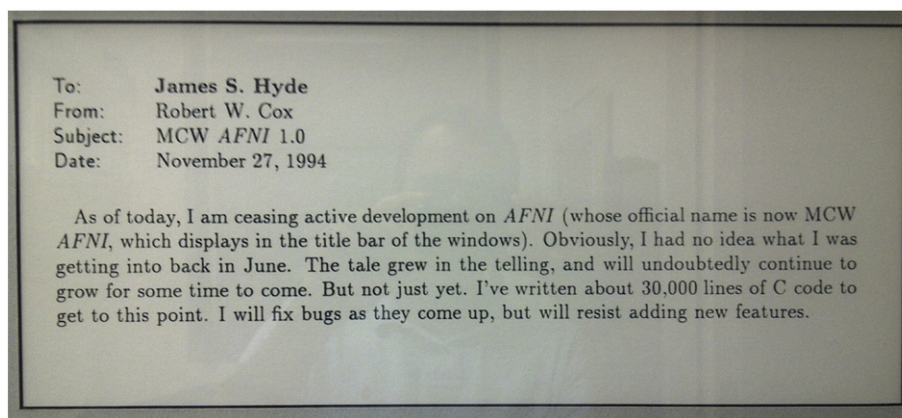 To: James S. Hyde
From: Robert W. Cox
Subject: MCW AFNI 1.0
Date: November 27, 1994
As of today, I am ceasing active development on AFNI (whose official name is now MCW
AFNI, which displays in the title bar of the windows). Obviously, I had no idea what I was
getting into back in June. The tale grew in the telling, and will undoubtedly continue to
grow for some time to come. But not just yet. I've written about 30,000 lines of C code to
get to this point. I will fix bugs as they come up, but will resist adding new features.